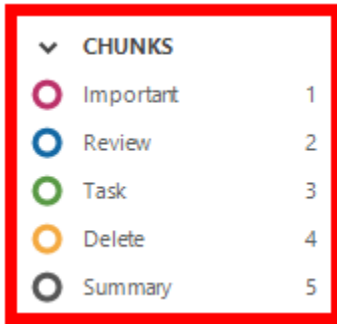 CHUNKS
Important 1
Review 2
Task 3
Delete 4
Summary 5